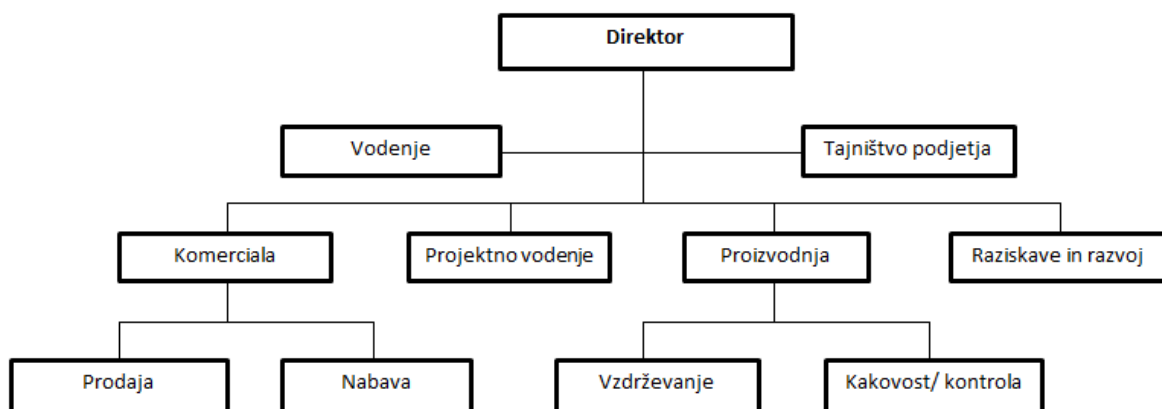 Direktor
Vodenje
Tajništvo podjetja
Komerciala
Projektno vodenje
Proizvodnja
Raziskave in razvoj
Prodaja
Nabava
Vzdrževanje
Kakovost/ kontrola